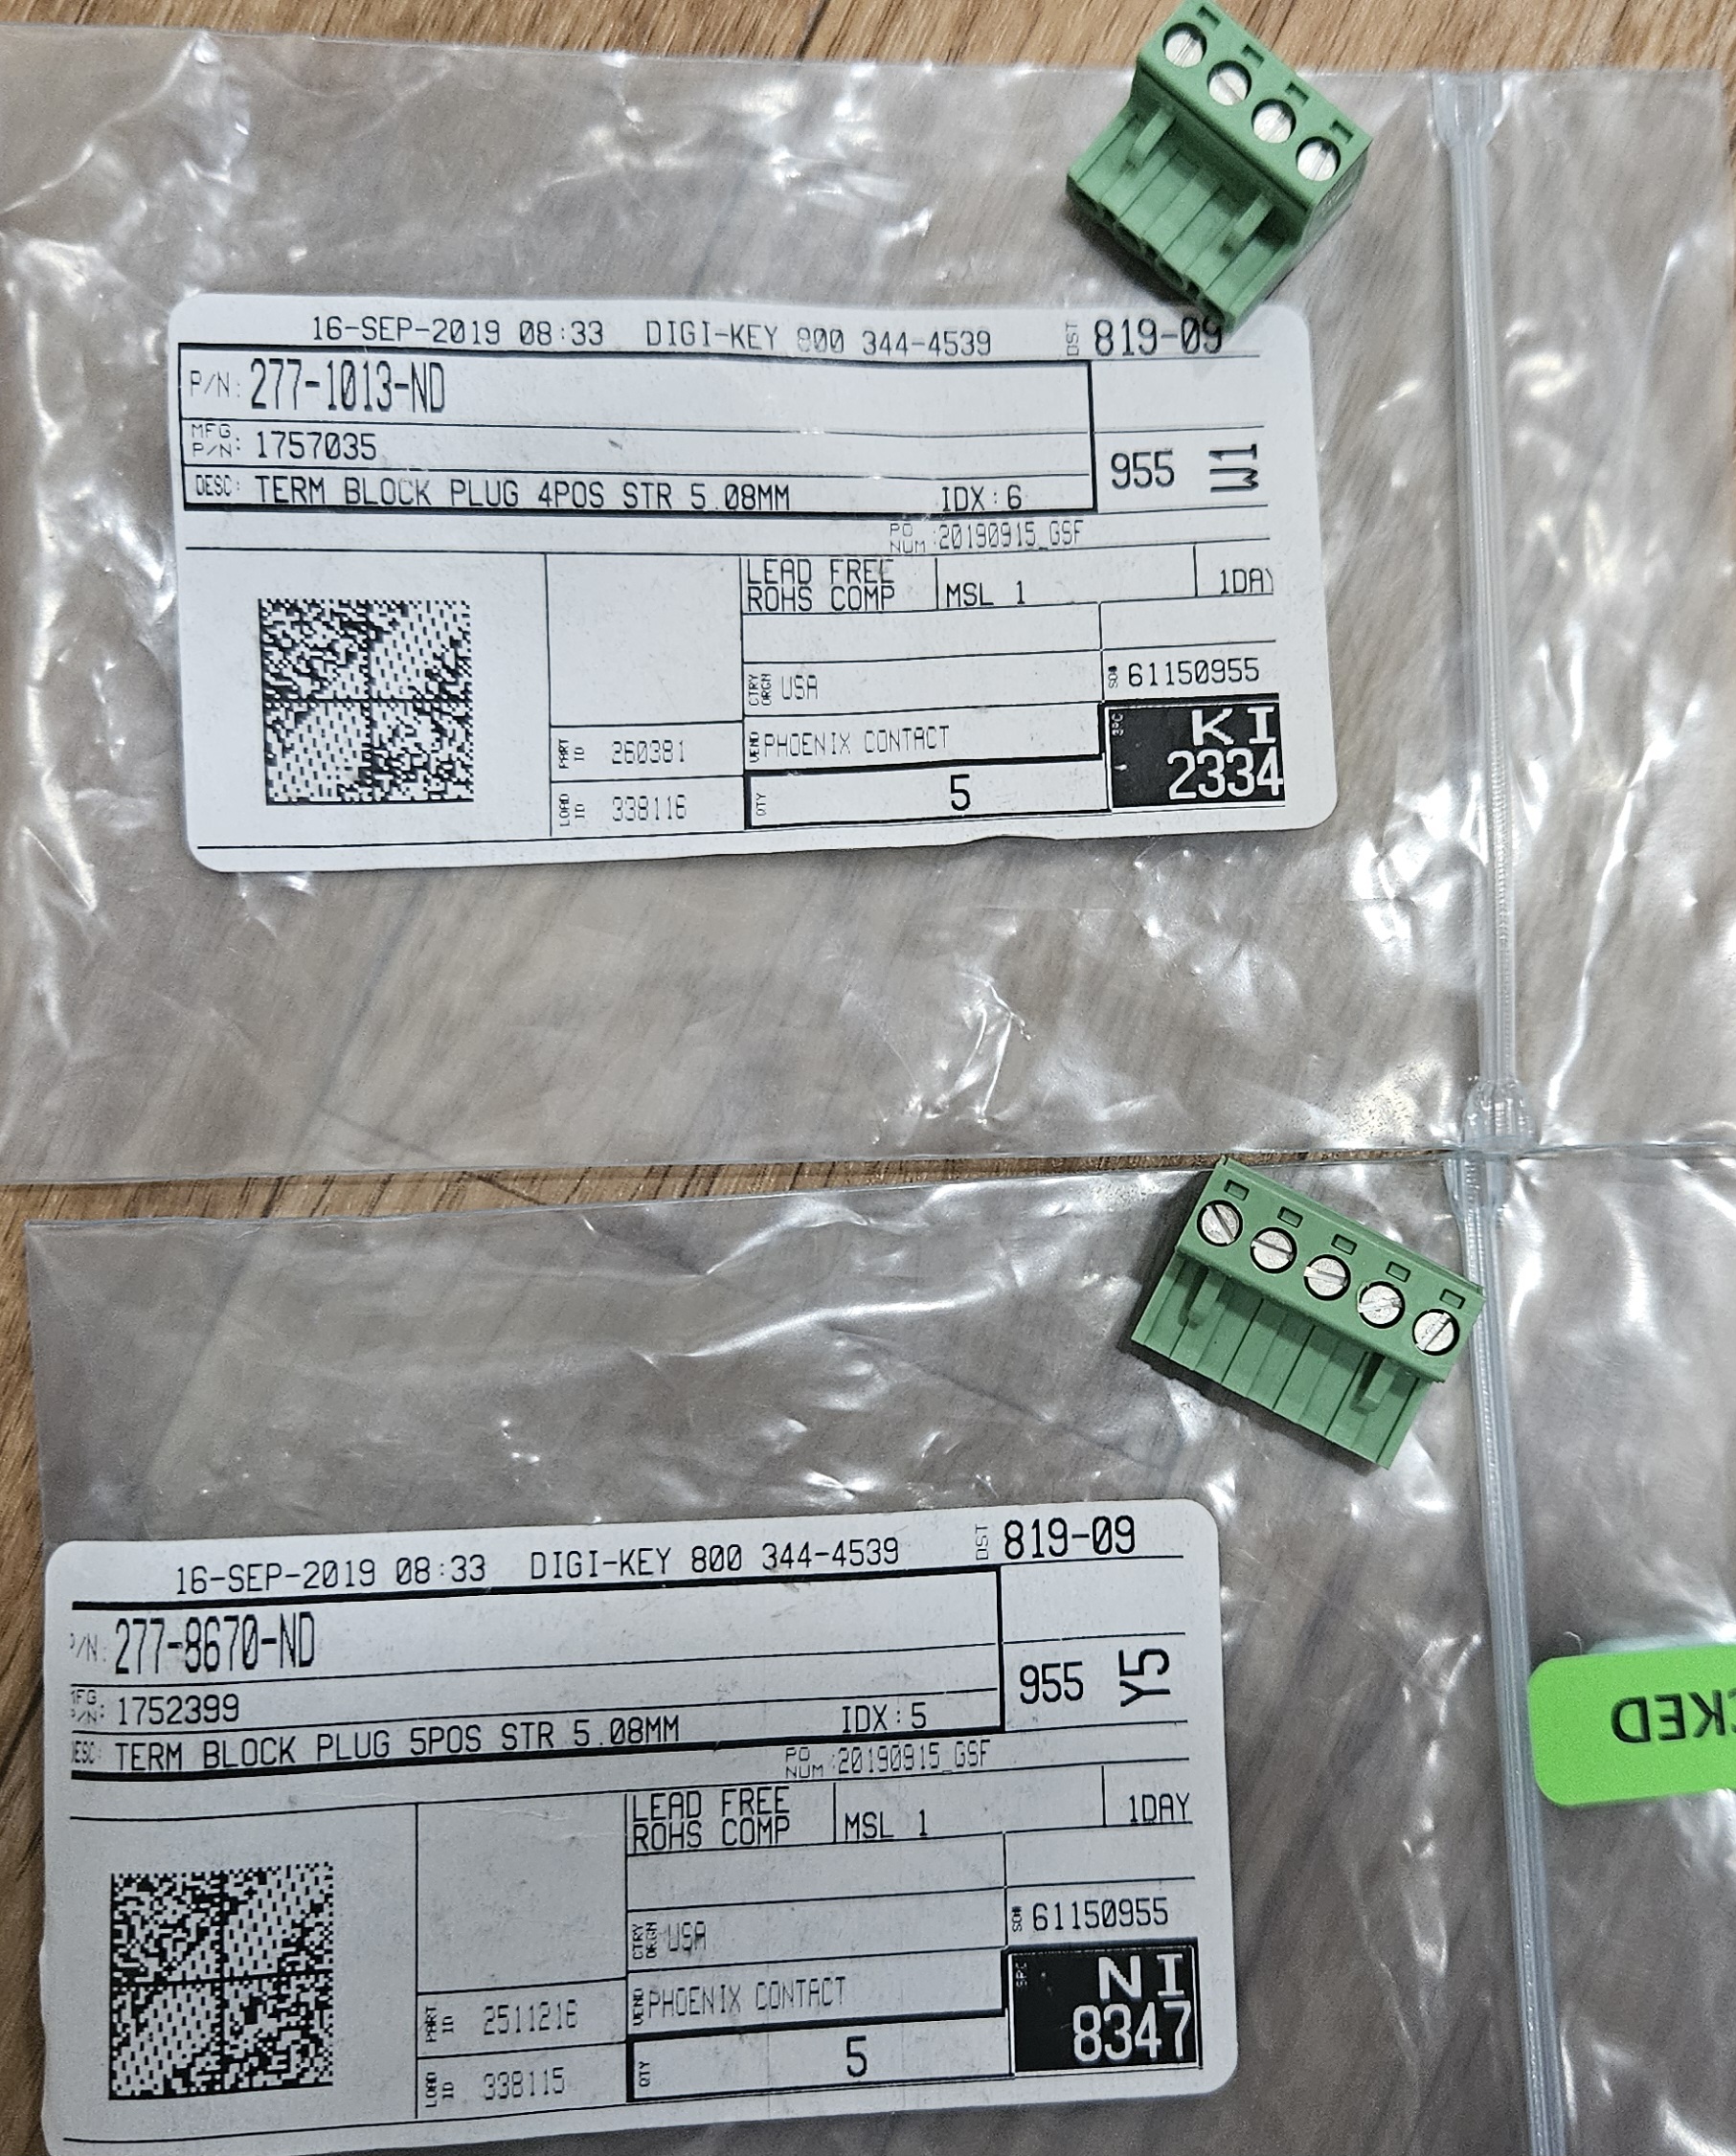 16-SEP-2019 08:33 DIGI-KEY 800 344-4539 DST 819-09
P/N: 277-1013-ND
MFG P/N: 1757035
955 W1
DESC: TERM BLOCK PLUG 4POS STR 5.08MM IDX:6
PO NUM :20190915_GSF
LEAD FREE
ROHS COMP
MSL 1
1DAY
CTRY ORGN USA
SO# 61150955
PART ID 260381
VEND PHOENIX CONTACT
SRC KI
2334
LOAD ID 338116
QTY 5
16-SEP-2019 08:33 DIGI-KEY 800 344-4539 DST 819-09
P/N: 277-8670-ND
MFG P/N: 1752399
955 Y5
DESC: TERM BLOCK PLUG 5POS STR 5.08MM IDX:5
PO NUM :20190915_GSF
CKED
LEAD FREE
ROHS COMP
MSL 1
1DAY
CTRY ORGN USA
SO# 61150955
PART ID 2511216
VEND PHOENIX CONTACT
SRC NI
8347
LOAD ID 338115
QTY 5